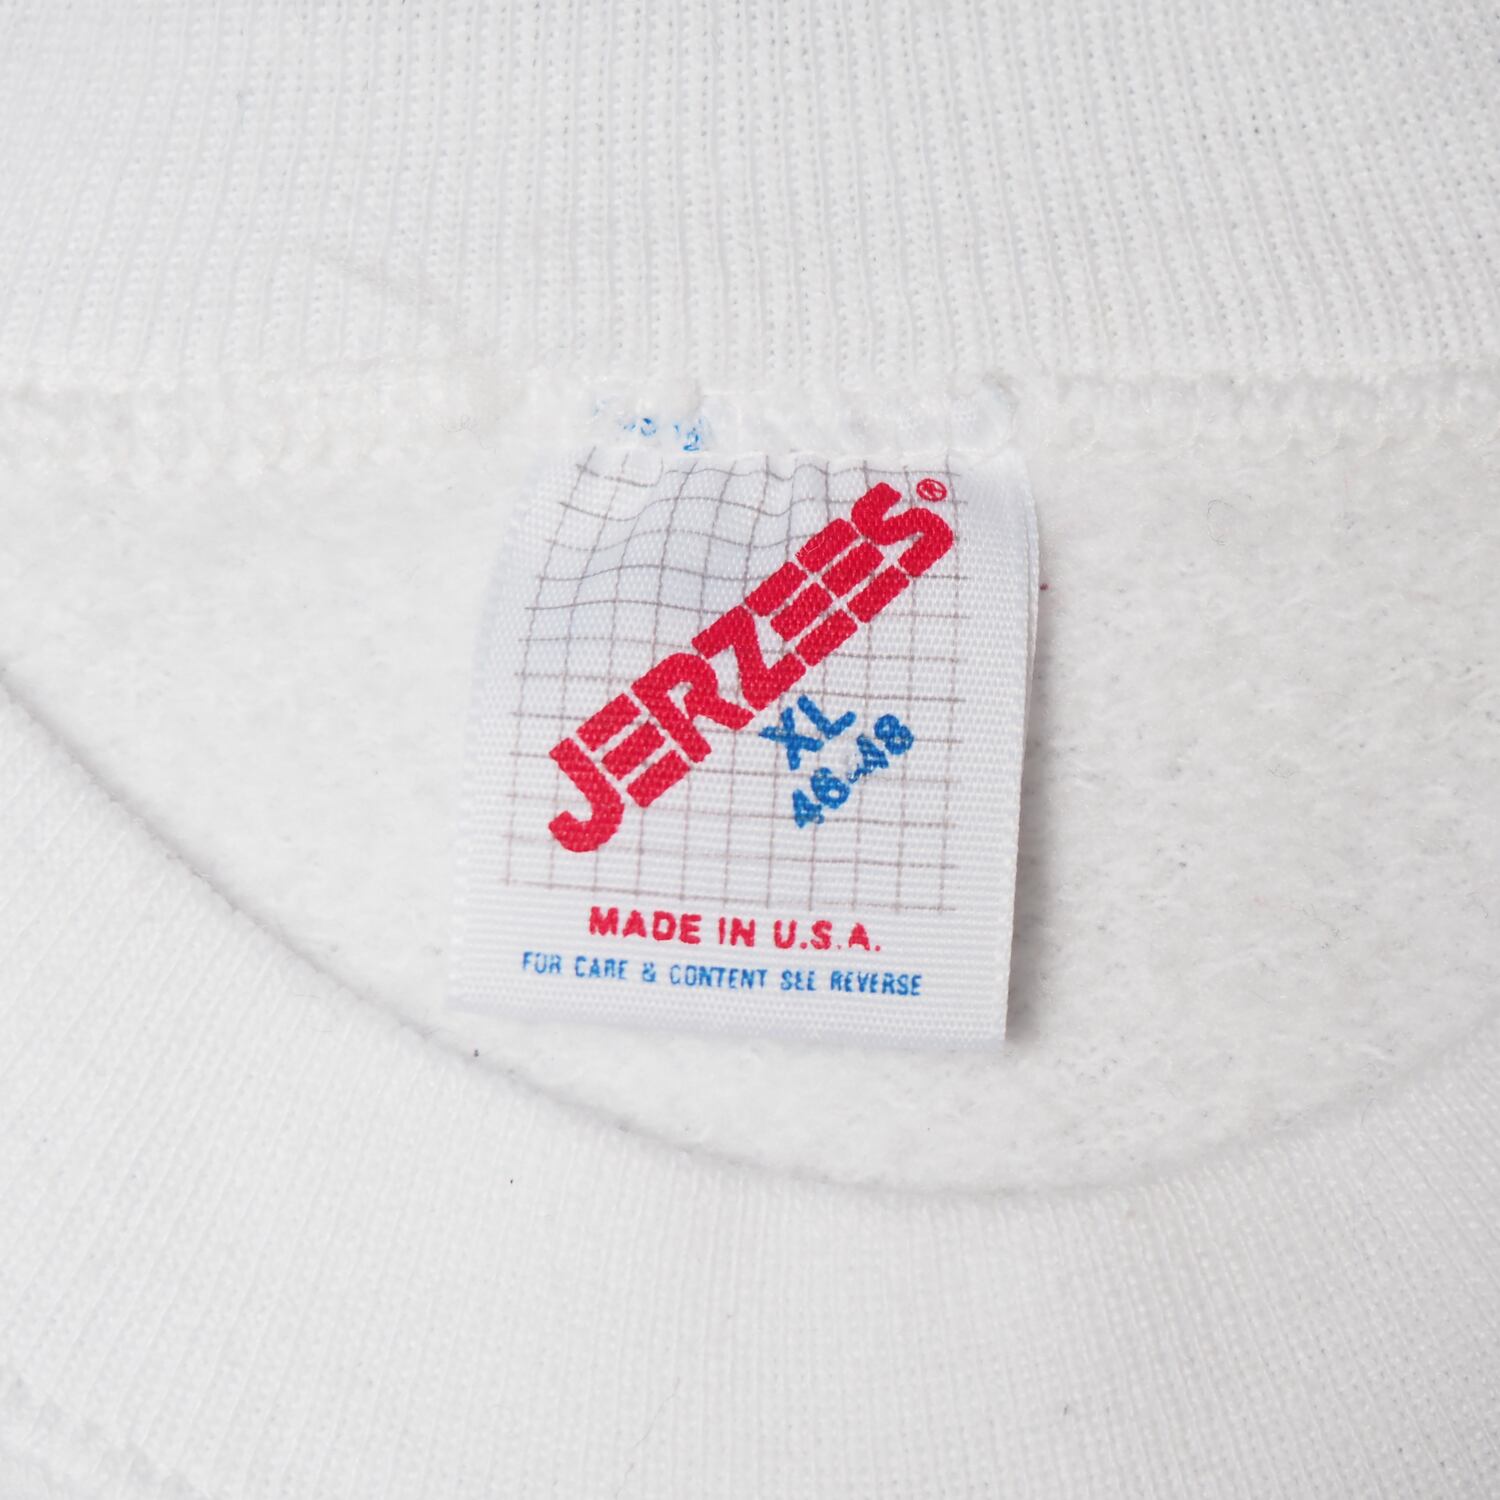 JERZEES®
XL
46-48
MADE IN U.S.A.
FOR CARE & CONTENT SEE REVERSE